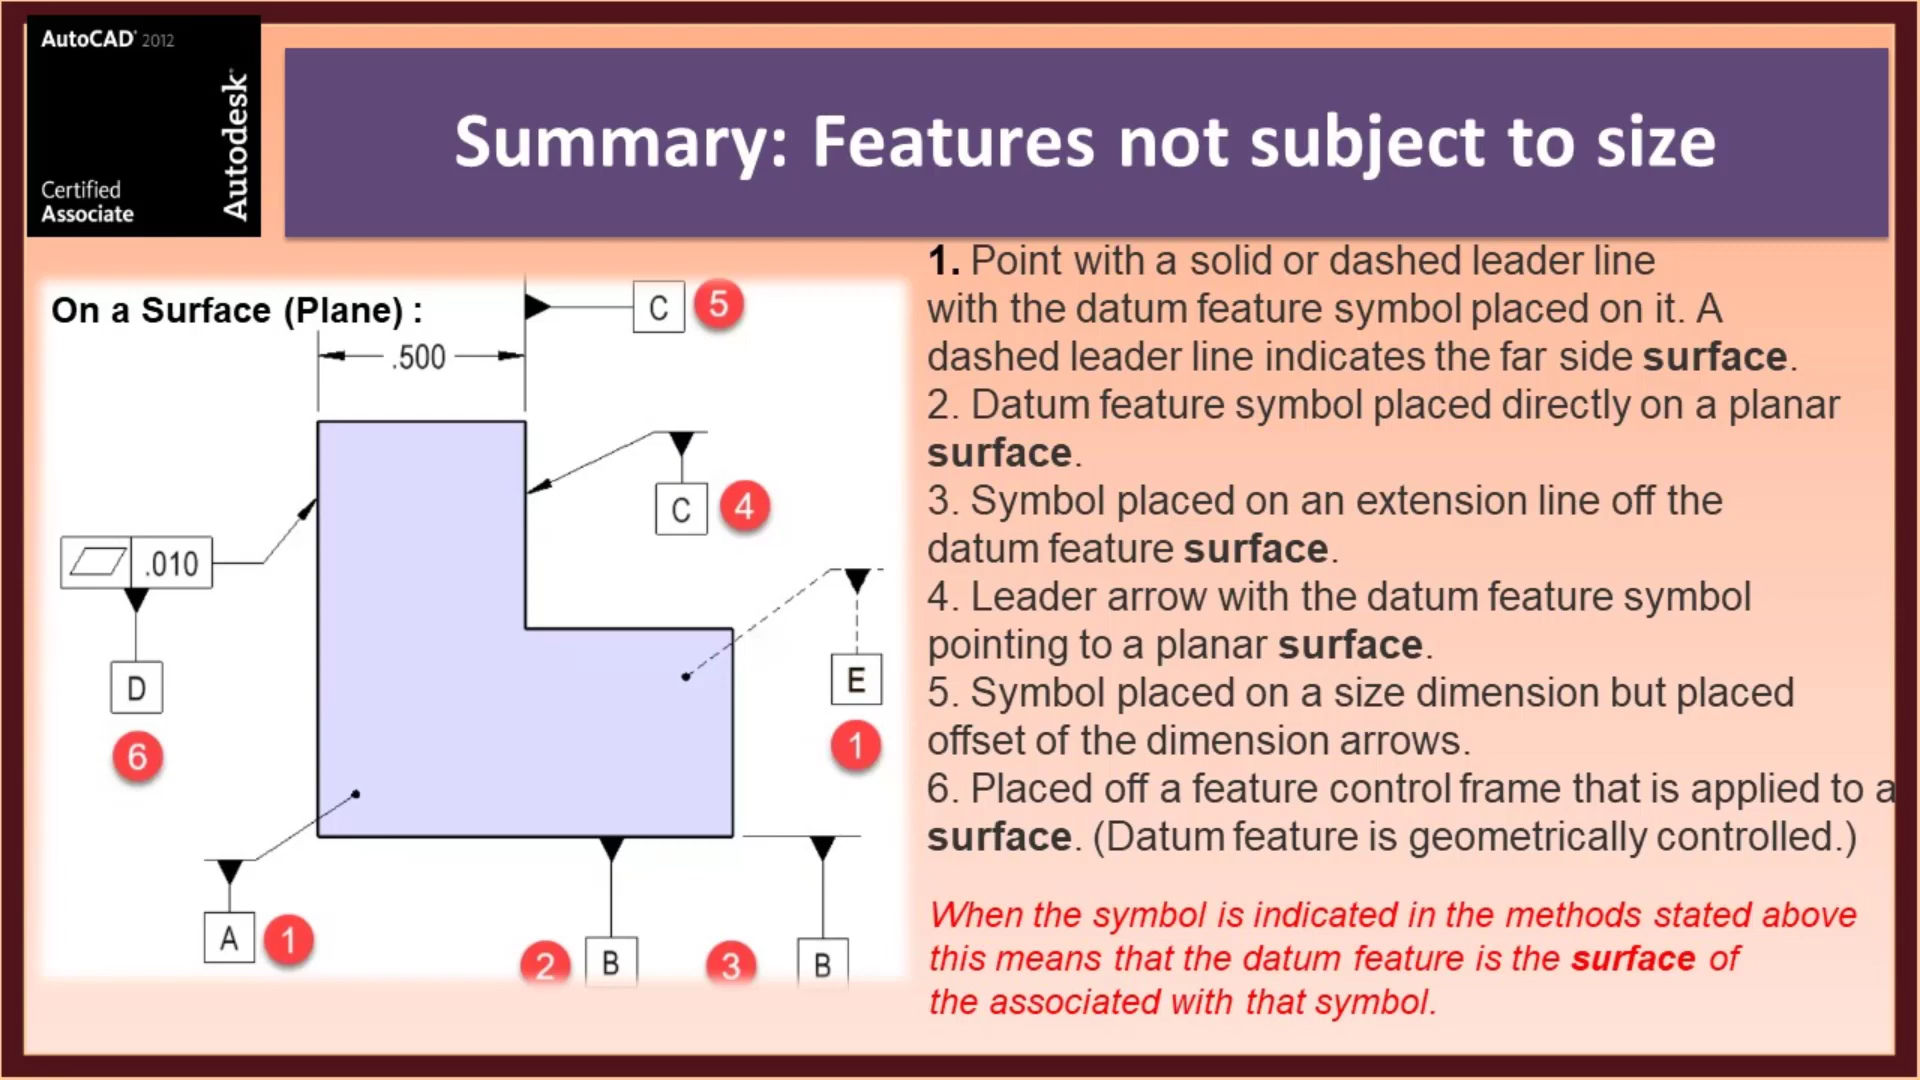 AutoCAD 2012
Autodesk
Certified
Associate
Summary: Features not subject to size
On a Surface (Plane) :
C
5
.500
C
4
.010
D
6
E
1
A
1
2
B
3
B
1. Point with a solid or dashed leader line
with the datum feature symbol placed on it. A
dashed leader line indicates the far side surface.
2. Datum feature symbol placed directly on a planar
surface.
3. Symbol placed on an extension line off the
datum feature surface.
4. Leader arrow with the datum feature symbol
pointing to a planar surface.
5. Symbol placed on a size dimension but placed
offset of the dimension arrows.
6. Placed off a feature control frame that is applied to a
surface. (Datum feature is geometrically controlled.)
When the symbol is indicated in the methods stated above
this means that the datum feature is the surface of
the associated with that symbol.